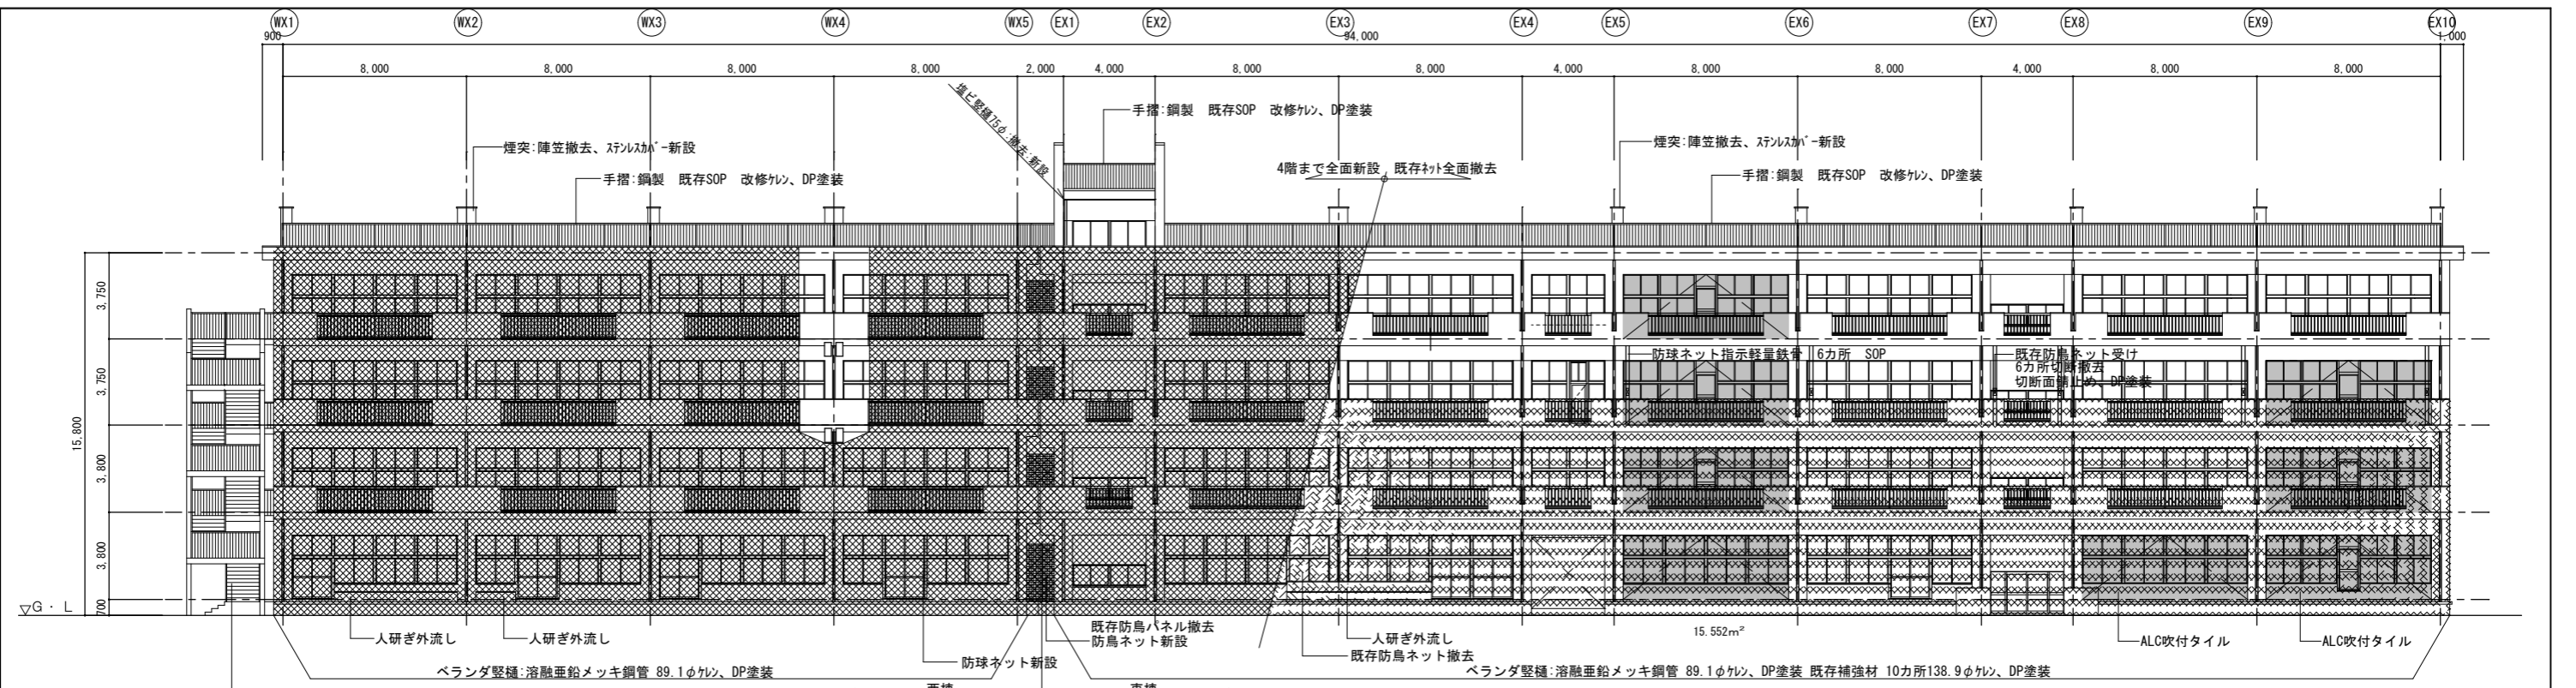 WX1 WX2 WX3 WX4 WX5 EX1 EX2 EX3 EX4 EX5 EX6 EX7 EX8 EX9 EX10
900 94,000 1,000
8,000 8,000 8,000 8,000 2,000 4,000 8,000 8,000 4,000 8,000 8,000 4,000 8,000 8,000
塩ビ竪樋75φ:撤去:新設
手摺:鋼製 既存SOP 改修ケレン、DP塗装
煙突:陣笠撤去、ステンレスカバー新設
煙突:陣笠撤去、ステンレスカバー新設
4階まで全面新設 既存ネット全面撤去
手摺:鋼製 既存SOP 改修ケレン、DP塗装
手摺:鋼製 既存SOP 改修ケレン、DP塗装
3,750
3,750
3,800
3,800
700
15,800
防球ネット指示軽量鉄骨 6カ所 SOP
既存防鳥ネット受け
6カ所切断撤去
切断面錆止め、DP塗装
▽G・L
人研ぎ外流し
人研ぎ外流し
既存防鳥パネル撤去
防鳥ネット新設
人研ぎ外流し
15.552m²
ALC吹付タイル
ALC吹付タイル
防球ネット新設
既存防鳥ネット撤去
ベランダ竪樋:溶融亜鉛メッキ鋼管 89.1φケレン、DP塗装
ベランダ竪樋:溶融亜鉛メッキ鋼管 89.1φケレン、DP塗装 既存補強材 10カ所138.9φケレン、DP塗装